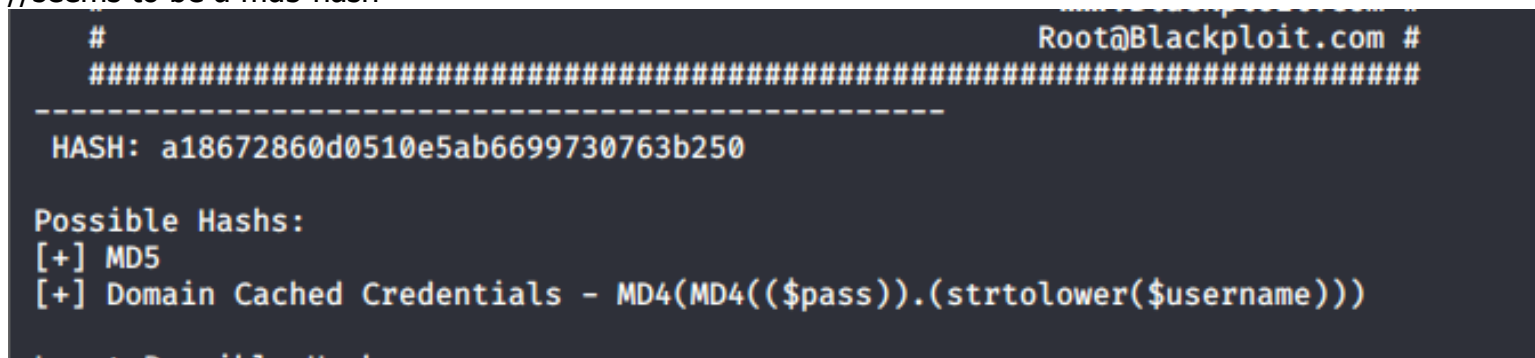 //seems to be a md5 hash
#                                                     Root@Blackploit.com #
#########################################################################
--------------------------------------------------
HASH: a18672860d0510e5ab6699730763b250
Possible Hashs:
[+] MD5
[+] Domain Cached Credentials - MD4(MD4(($pass)).(strtolower($username)))